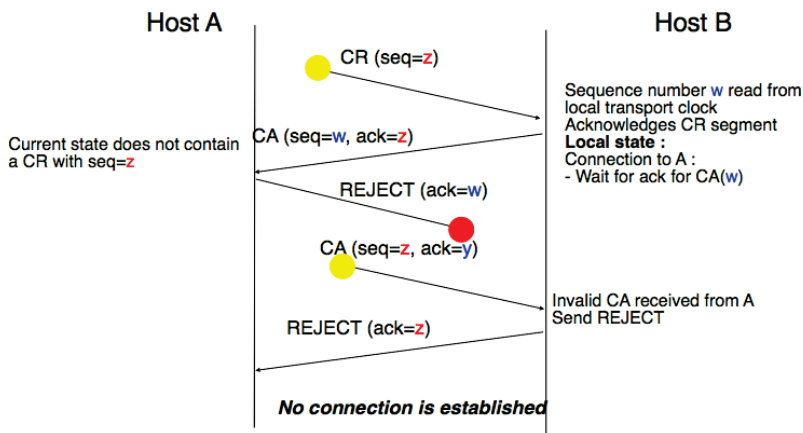 Host A
Host B
CR (seq=z)
Sequence number w read from
local transport clock
Acknowledges CR segment
Local state :
Connection to A :
- Wait for ack for CA(w)
CA (seq=w, ack=z)
Current state does not contain
a CR with seq=z
REJECT (ack=w)
CA (seq=z, ack=y)
Invalid CA received from A
Send REJECT
REJECT (ack=z)
No connection is established